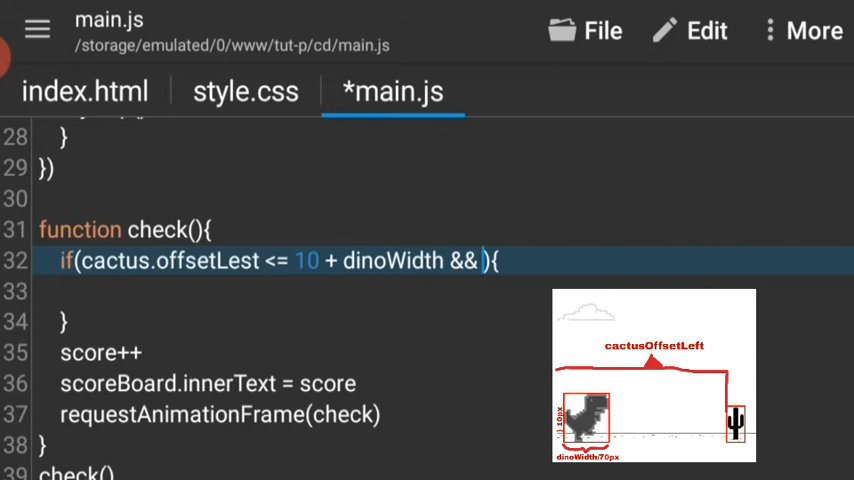 main.js
/storage/emulated/0/www/tut-p/cd/main.js
File
Edit
More
index.html
style.css
*main.js
28 }
29 })
30
31 function check(){
32 if(cactus.offsetLest <= 10 + dinoWidth && ){
33
34 }
35 score++
36 scoreBoard.innerText = score
37 requestAnimationFrame(check)
38 }
39 check()
cactusOffsetLeft
10px
dinoWidth/70px